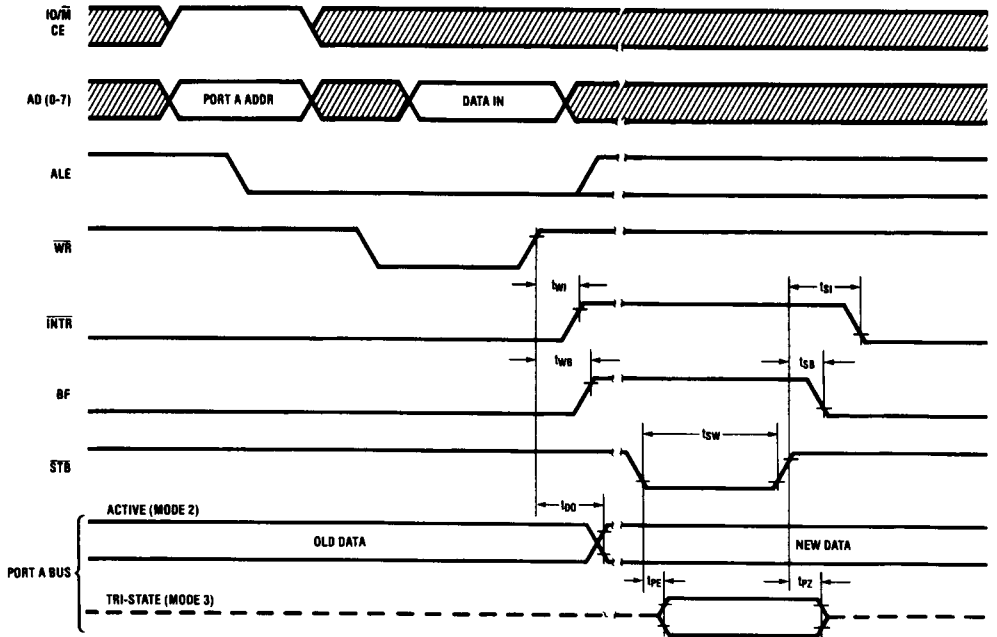 IO/M̅
CE
AD (0-7)
PORT A ADDR
DATA IN
ALE
W̅R̅
tWI
tSI
I̅N̅T̅R̅
tWB
tSB
BF
tSW
S̅T̅B̅
tDO
ACTIVE (MODE 2)
OLD DATA
NEW DATA
PORT A BUS
tPE
tPZ
TRI-STATE (MODE 3)